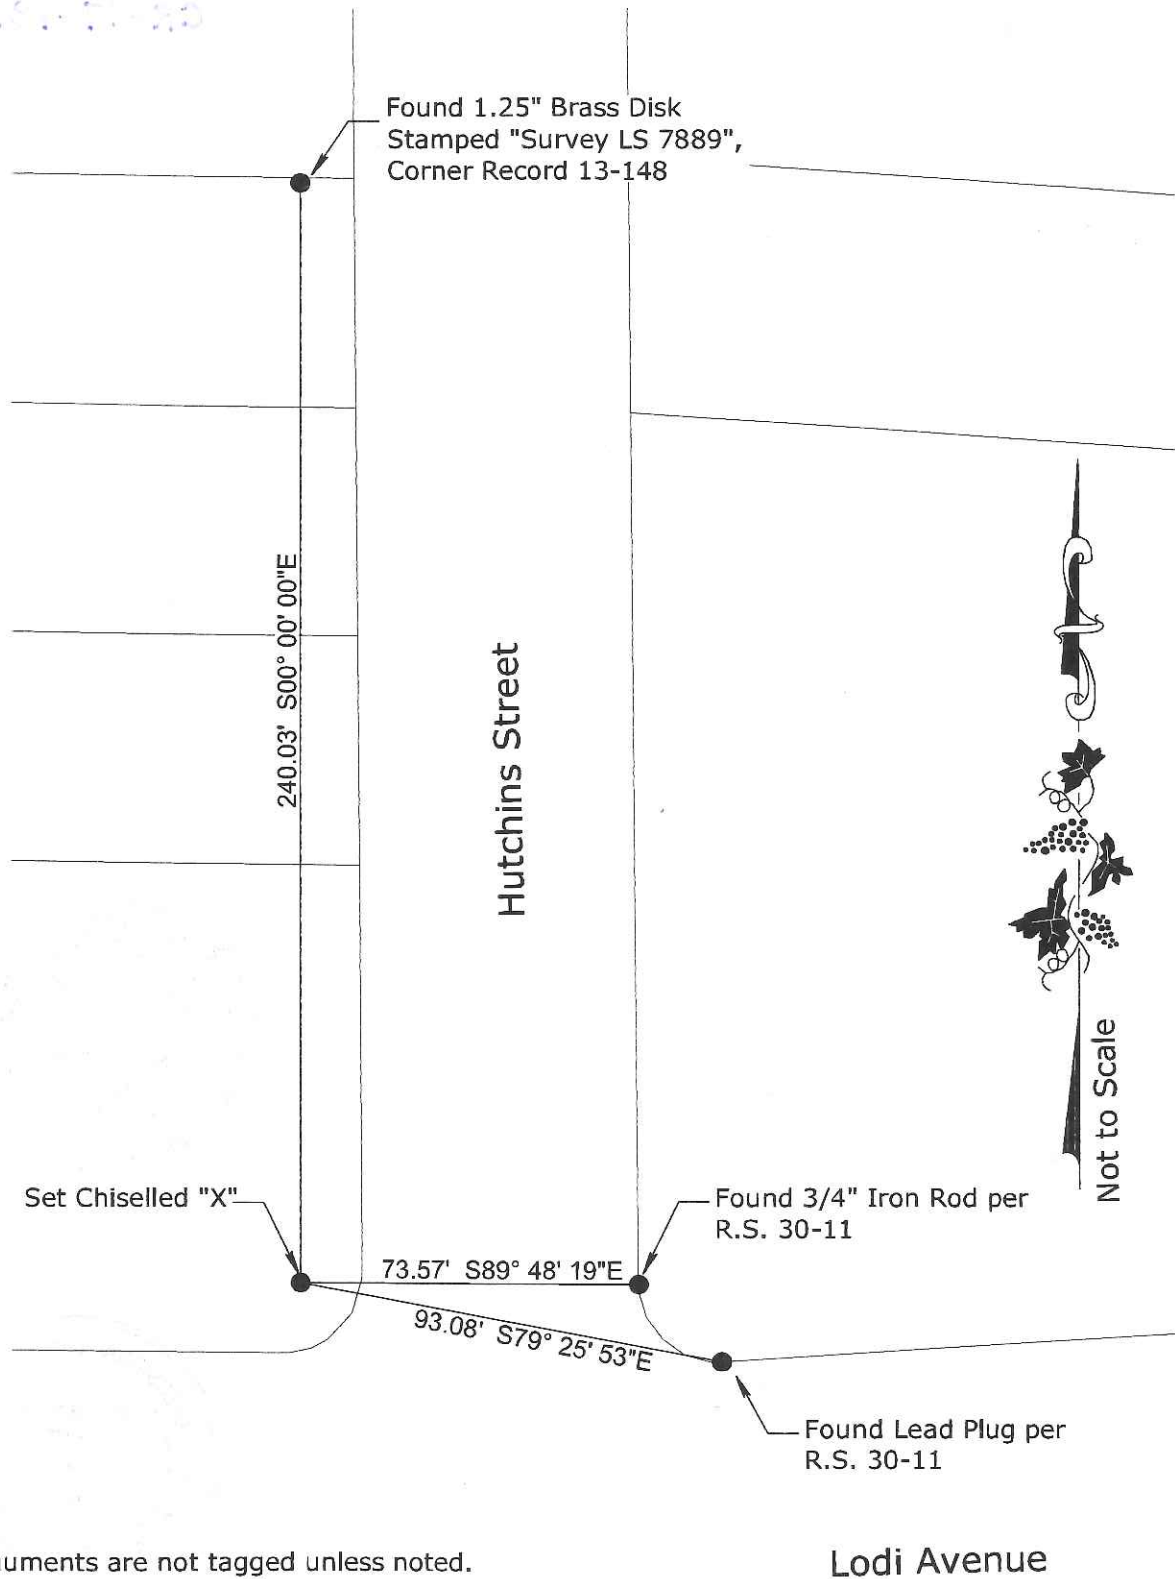 Found 1.25" Brass Disk
Stamped "Survey LS 7889",
Corner Record 13-148
240.03' S00° 00' 00"E
Hutchins Street
Not to Scale
Set Chiselled "X"
Found 3/4" Iron Rod per
R.S. 30-11
73.57' S89° 48' 19"E
93.08' S79° 25' 53"E
Found Lead Plug per
R.S. 30-11
uments are not tagged unless noted.
Lodi Avenue